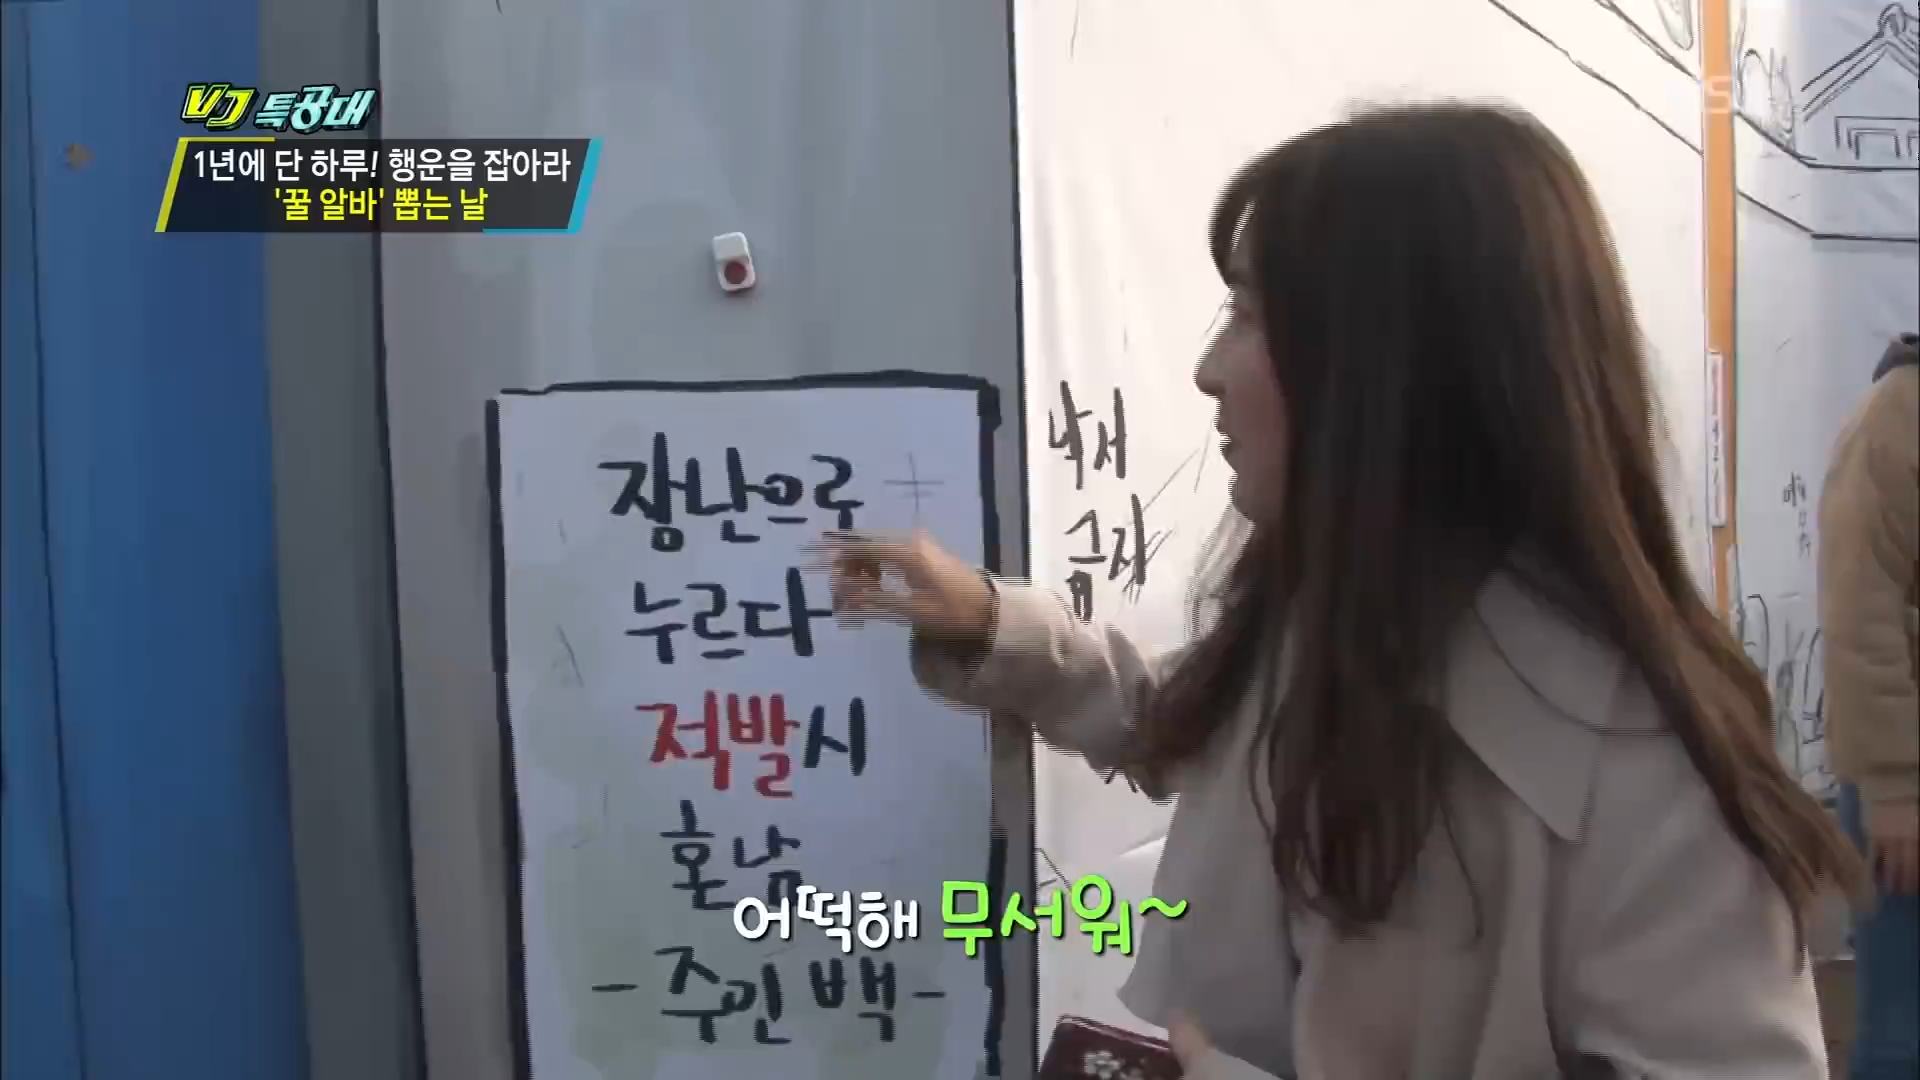 VJ 특공대
1년에 단 하루! 행운을 잡아라
'꿀 알바' 뽑는 날
장난으로
누르다
적발시
혼남
- 주인 백 -
낙서
금지
어떡해 무서워~